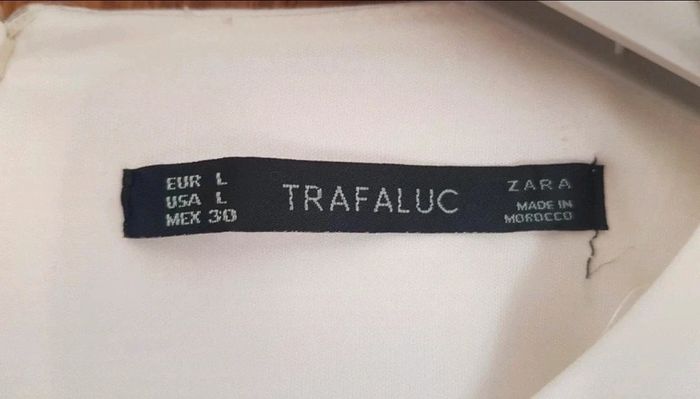 EUR L
USA L
MEX 30
TRAFALUC
ZARA
MADE IN
MOROCCO